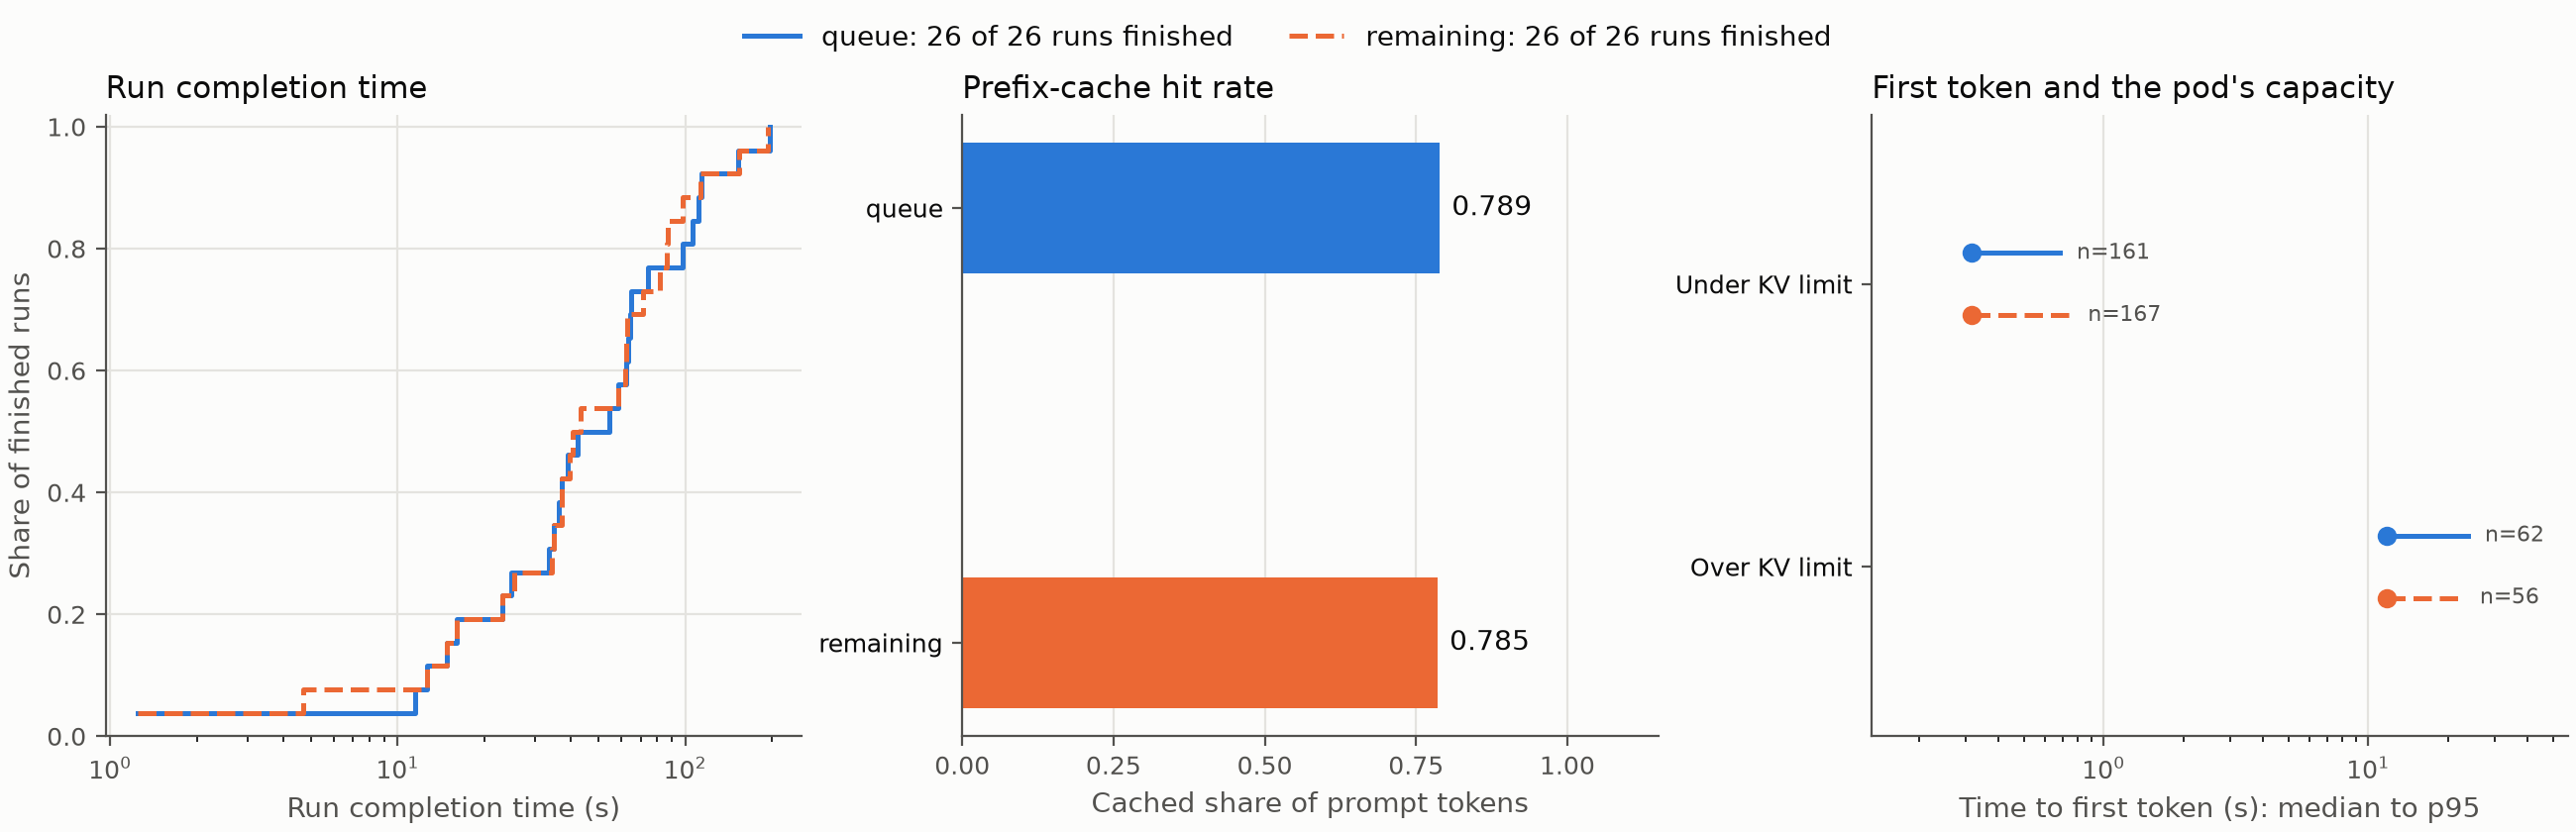 queue: 26 of 26 runs finished
remaining: 26 of 26 runs finished
Run completion time
Share of finished runs
1.0
0.8
0.6
0.4
0.2
0.0
10⁰
10¹
10²
Run completion time (s)
Prefix-cache hit rate
queue
0.789
remaining
0.785
0.00
0.25
0.50
0.75
1.00
Cached share of prompt tokens
First token and the pod's capacity
Under KV limit
n=161
n=167
Over KV limit
n=62
n=56
10⁰
10¹
Time to first token (s): median to p95